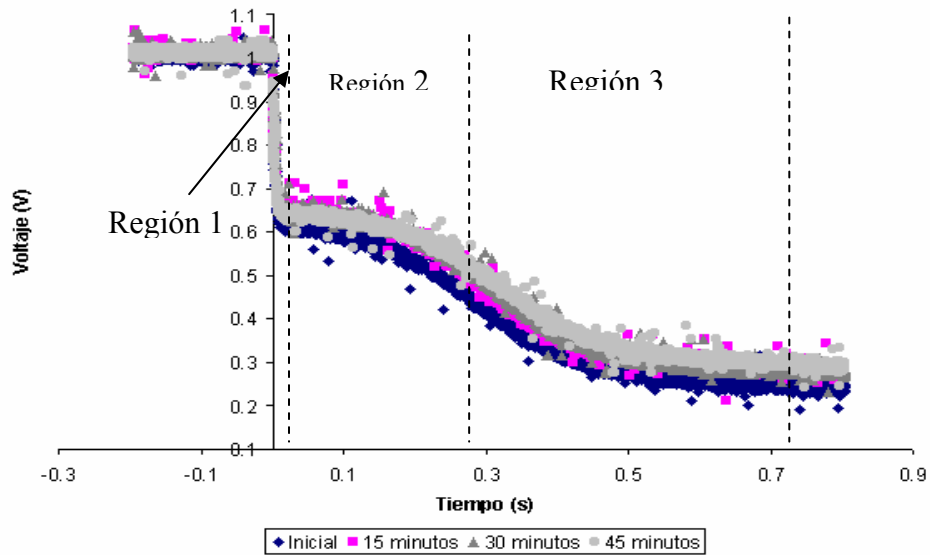 1.1
1
0.9
0.8
0.7
0.6
0.5
0.4
0.3
0.2
0.1
Región 1
Región 2
Región 3
Voltaje (V)
-0.3
-0.1
0.1
0.3
0.5
0.7
0.9
Tiempo (s)
Inicial
15 minutos
30 minutos
45 minutos